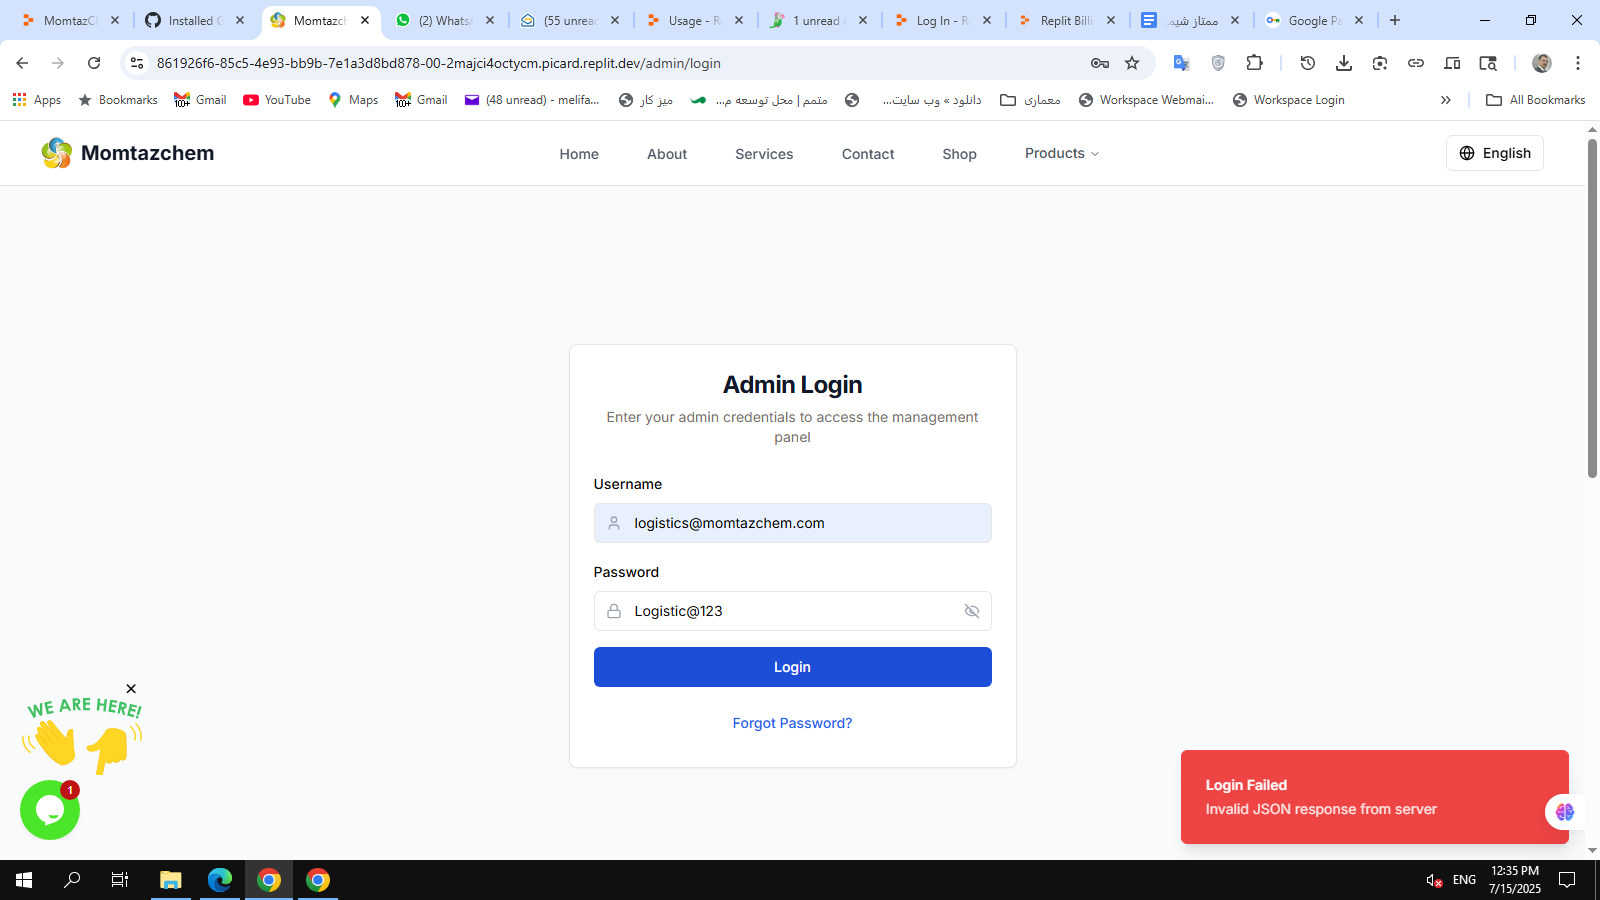 MomtazCh
Installed G
Momtazch
(2) Whats
(55 unrea
Usage - R
1 unread
Log In - R
Replit Billi
ممتاز شیم
Google Pa
861926f6-85c5-4e93-bb9b-7e1a3d8bd878-00-2majci4octycm.picard.replit.dev/admin/login
Apps
Bookmarks
Gmail
YouTube
Maps
Gmail
(48 unread) - melifa...
میز کار
متمم | محل توسعه م...
دانلود » وب سایت...
معماری
Workspace Webmai...
Workspace Login
All Bookmarks
Momtazchem
Home
About
Services
Contact
Shop
Products
English
Admin Login
Enter your admin credentials to access the management
panel
Username
logistics@momtazchem.com
Password
Logistic@123
Login
Forgot Password?
WE ARE HERE!
1
Login Failed
Invalid JSON response from server
ENG
12:35 PM
7/15/2025